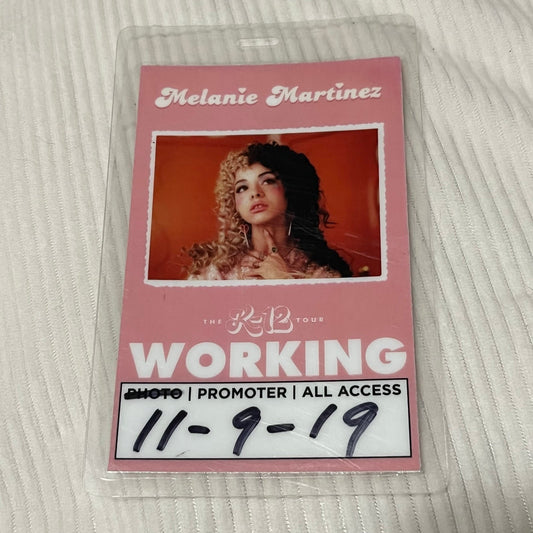 Melanie Martinez
THE K-12 TOUR
WORKING
PHOTO | PROMOTER | ALL ACCESS
11-9-19